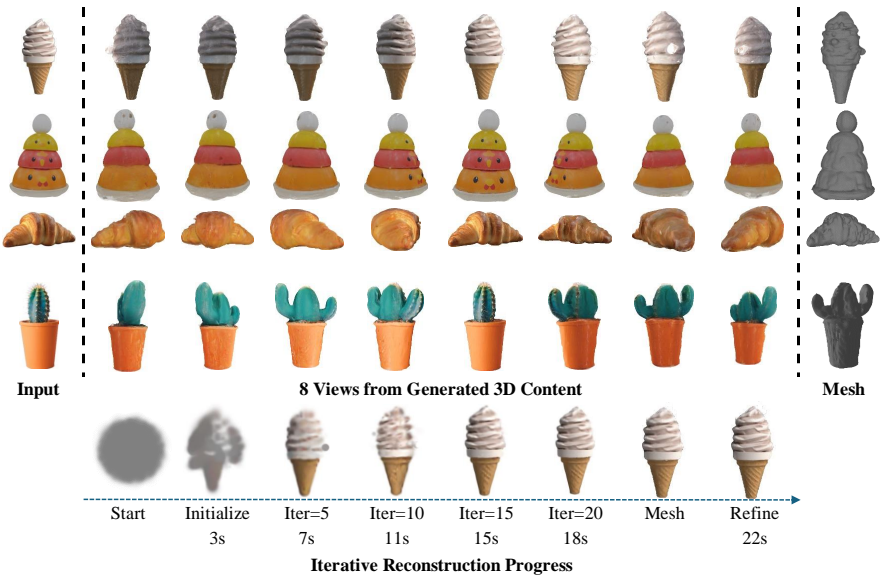 Input 8 Views from Generated 3D Content Mesh
Start Initialize Iter=5 Iter=10 Iter=15 Iter=20 Mesh Refine
3s 7s 11s 15s 18s 22s
Iterative Reconstruction Progress